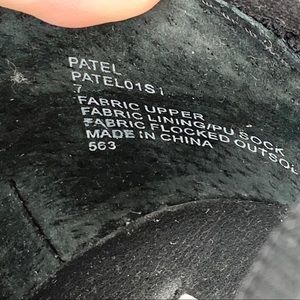 PATEL
PATEL01S1
7
FABRIC UPPER
FABRIC LINING/PU SOCK
FABRIC FLOCKED OUTSOL
MADE IN CHINA
563